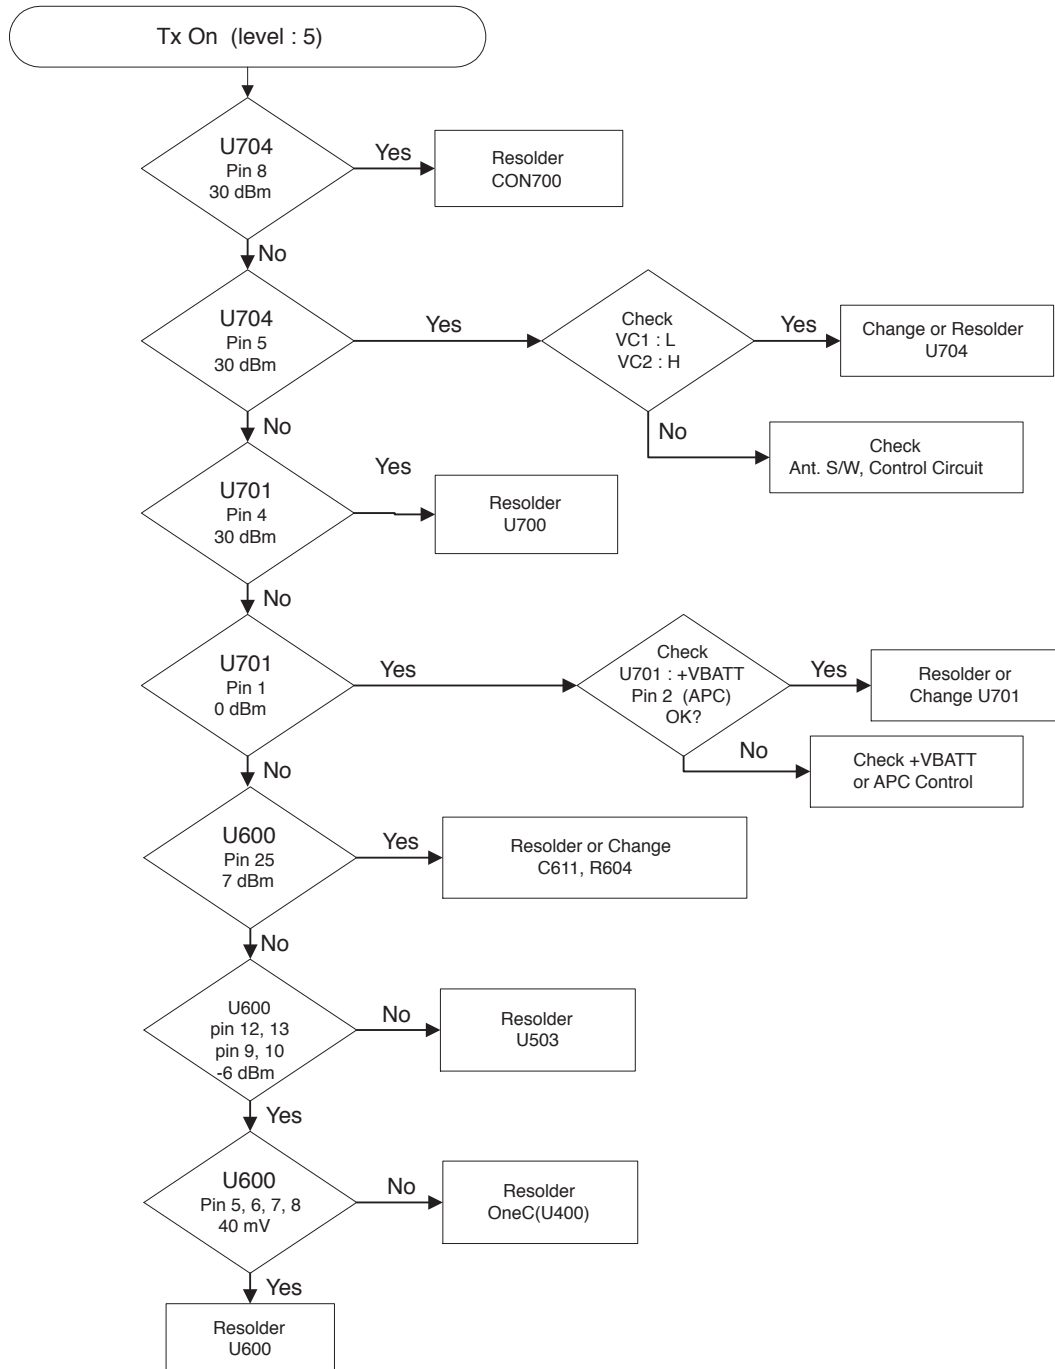 Tx On (level : 5)
U704
Pin 8
30 dBm
Yes
Resolder
CON700
No
U704
Pin 5
30 dBm
Yes
Check
VC1 : L
VC2 : H
Yes
Change or Resolder
U704
No
Check
Ant. S/W, Control Circuit
No
U701
Pin 4
30 dBm
Yes
Resolder
U700
No
U701
Pin 1
0 dBm
Yes
Check
U701 : +VBATT
Pin 2 (APC)
OK?
Yes
Resolder or
Change U701
No
Check +VBATT
or APC Control
No
U600
Pin 25
7 dBm
Yes
Resolder or Change
C611, R604
No
U600
pin 12, 13
pin 9, 10
-6 dBm
No
Resolder
U503
Yes
U600
Pin 5, 6, 7, 8
40 mV
No
Resolder
OneC(U400)
Yes
Resolder
U600